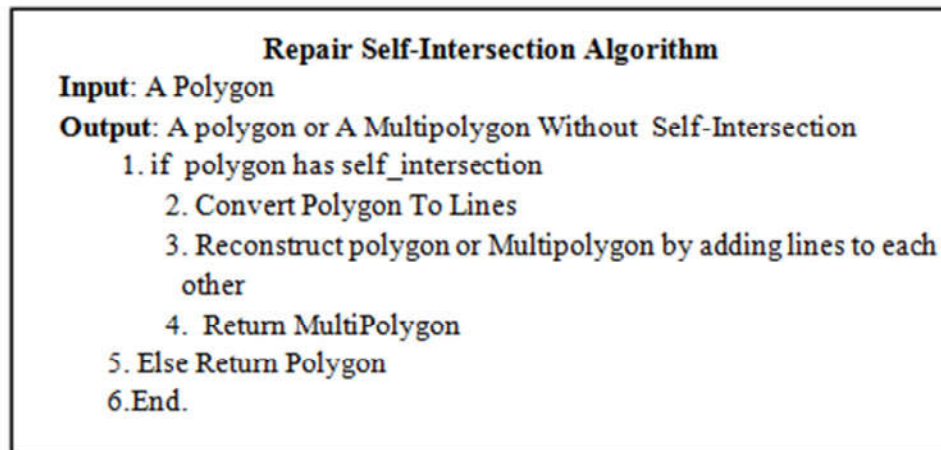 Repair Self-Intersection Algorithm
Input: A Polygon
Output: A polygon or A Multipolygon Without Self-Intersection
1. if polygon has self_intersection
2. Convert Polygon To Lines
3. Reconstruct polygon or Multipolygon by adding lines to each
other
4. Return MultiPolygon
5. Else Return Polygon
6.End.